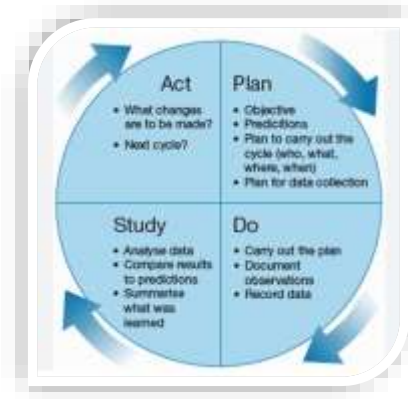 Act
• What changes
are to be made?
• Next cycle?
Plan
• Objective
• Predicitions
• Plan to carry out the
cycle (who, what,
where, when)
• Plan for data collection
Study
• Analyse data
• Compare results
to predictions
• Summarise
what was
learned
Do
• Carry out the plan
• Document
observations
• Record data